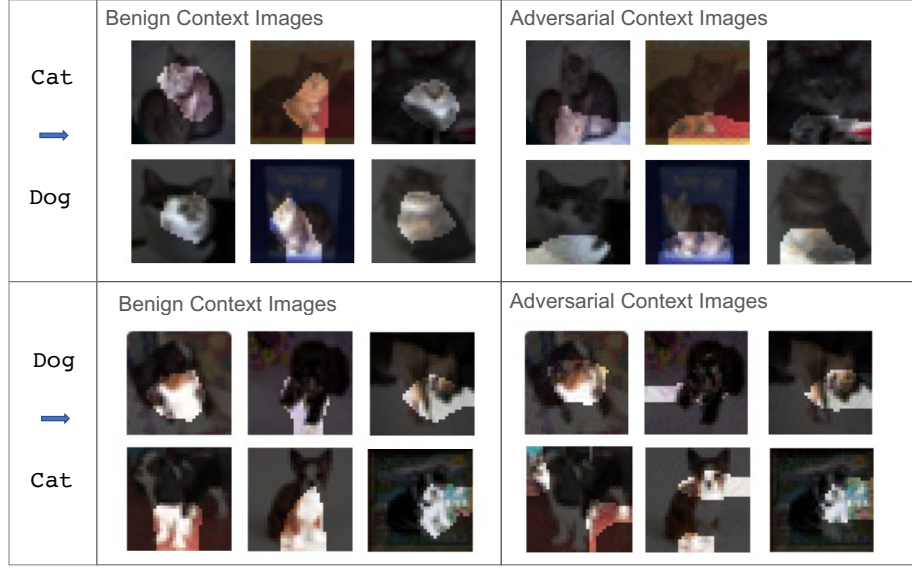 Benign Context Images
Adversarial Context Images
Cat
Dog
Benign Context Images
Adversarial Context Images
Dog
Cat